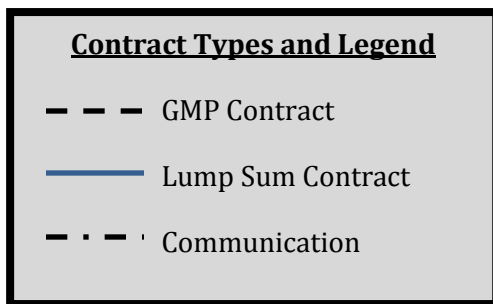 Contract Types and Legend
GMP Contract
Lump Sum Contract
Communication